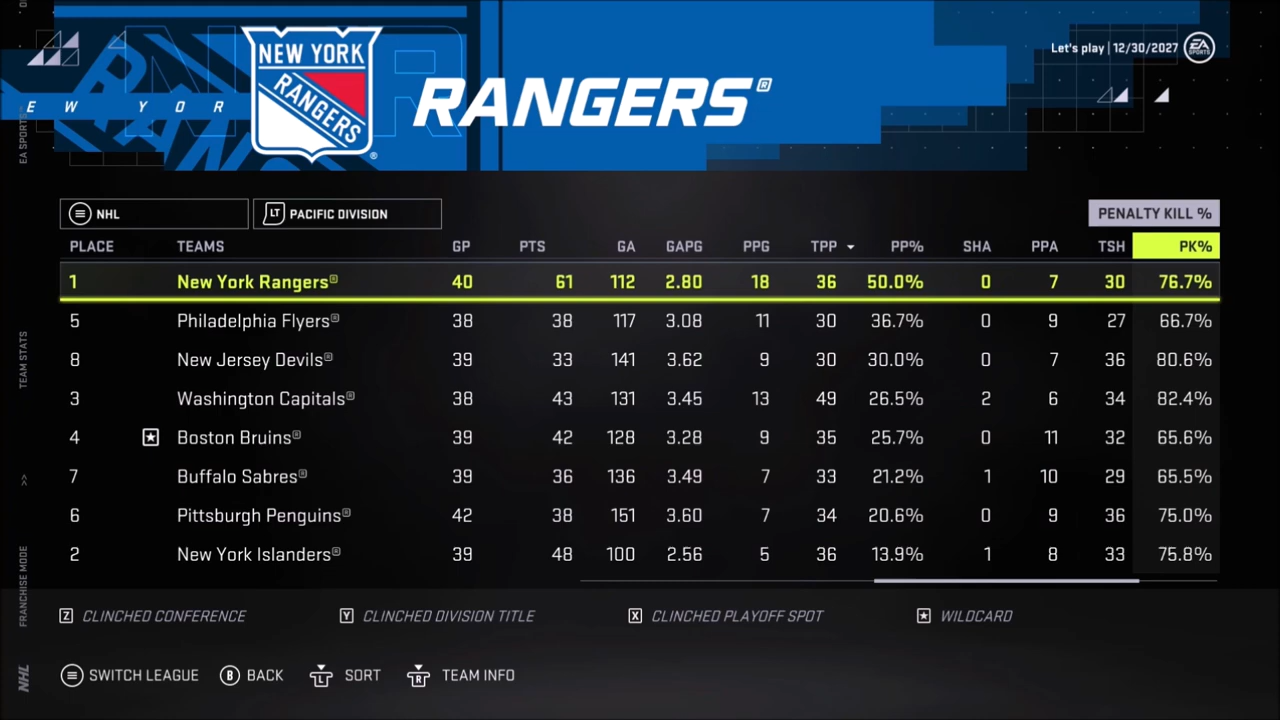 Let's play | 12/30/2027
EA SPORTS
E W Y O R
NEW YORK
RANGERS
RANGERS®
NHL
LT PACIFIC DIVISION
PENALTY KILL %
PLACE TEAMS GP PTS GA GAPG PPG TPP PP% SHA PPA TSH PK%
1 New York Rangers® 40 61 112 2.80 18 36 50.0% 0 7 30 76.7%
5 Philadelphia Flyers® 38 38 117 3.08 11 30 36.7% 0 9 27 66.7%
8 New Jersey Devils® 39 33 141 3.62 9 30 30.0% 0 7 36 80.6%
3 Washington Capitals® 38 43 131 3.45 13 49 26.5% 2 6 34 82.4%
4 Boston Bruins® 39 42 128 3.28 9 35 25.7% 0 11 32 65.6%
7 Buffalo Sabres® 39 36 136 3.49 7 33 21.2% 1 10 29 65.5%
6 Pittsburgh Penguins® 42 38 151 3.60 7 34 20.6% 0 9 36 75.0%
2 New York Islanders® 39 48 100 2.56 5 36 13.9% 1 8 33 75.8%
Z CLINCHED CONFERENCE Y CLINCHED DIVISION TITLE X CLINCHED PLAYOFF SPOT WILDCARD
SWITCH LEAGUE B BACK L SORT R TEAM INFO
NHL FRANCHISE MODE >> TEAM STATS EA SPORTS